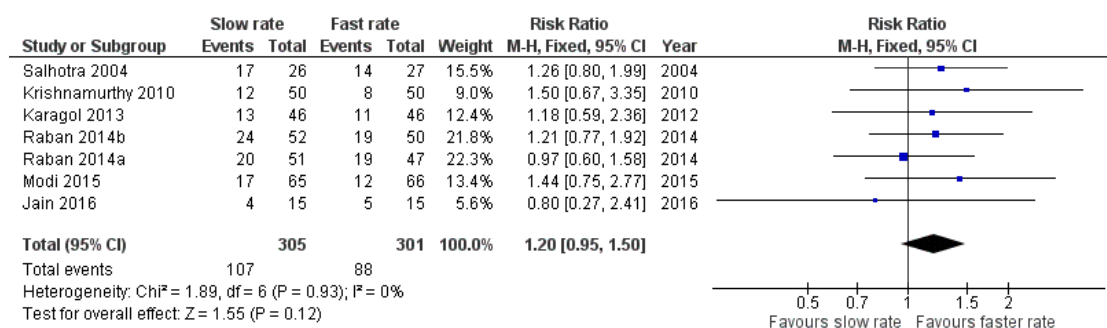 Slow rate Fast rate Risk Ratio Risk Ratio
Study or Subgroup Events Total Events Total Weight M-H, Fixed, 95% CI Year M-H, Fixed, 95% CI
Salhotra 2004 17 26 14 27 15.5% 1.26 [0.80, 1.99] 2004
Krishnamurthy 2010 12 50 8 50 9.0% 1.50 [0.67, 3.35] 2010
Karagol 2013 13 46 11 46 12.4% 1.18 [0.59, 2.36] 2012
Raban 2014b 24 52 19 50 21.8% 1.21 [0.77, 1.92] 2014
Raban 2014a 20 51 19 47 22.3% 0.97 [0.60, 1.58] 2014
Modi 2015 17 65 12 66 13.4% 1.44 [0.75, 2.77] 2015
Jain 2016 4 15 5 15 5.6% 0.80 [0.27, 2.41] 2016
Total (95% CI) 305 301 100.0% 1.20 [0.95, 1.50]
Total events 107 88
Heterogeneity: Chi² = 1.89, df = 6 (P = 0.93); I² = 0%
Test for overall effect: Z = 1.55 (P = 0.12)
0.5 0.7 1 1.5 2
Favours slow rate Favours faster rate